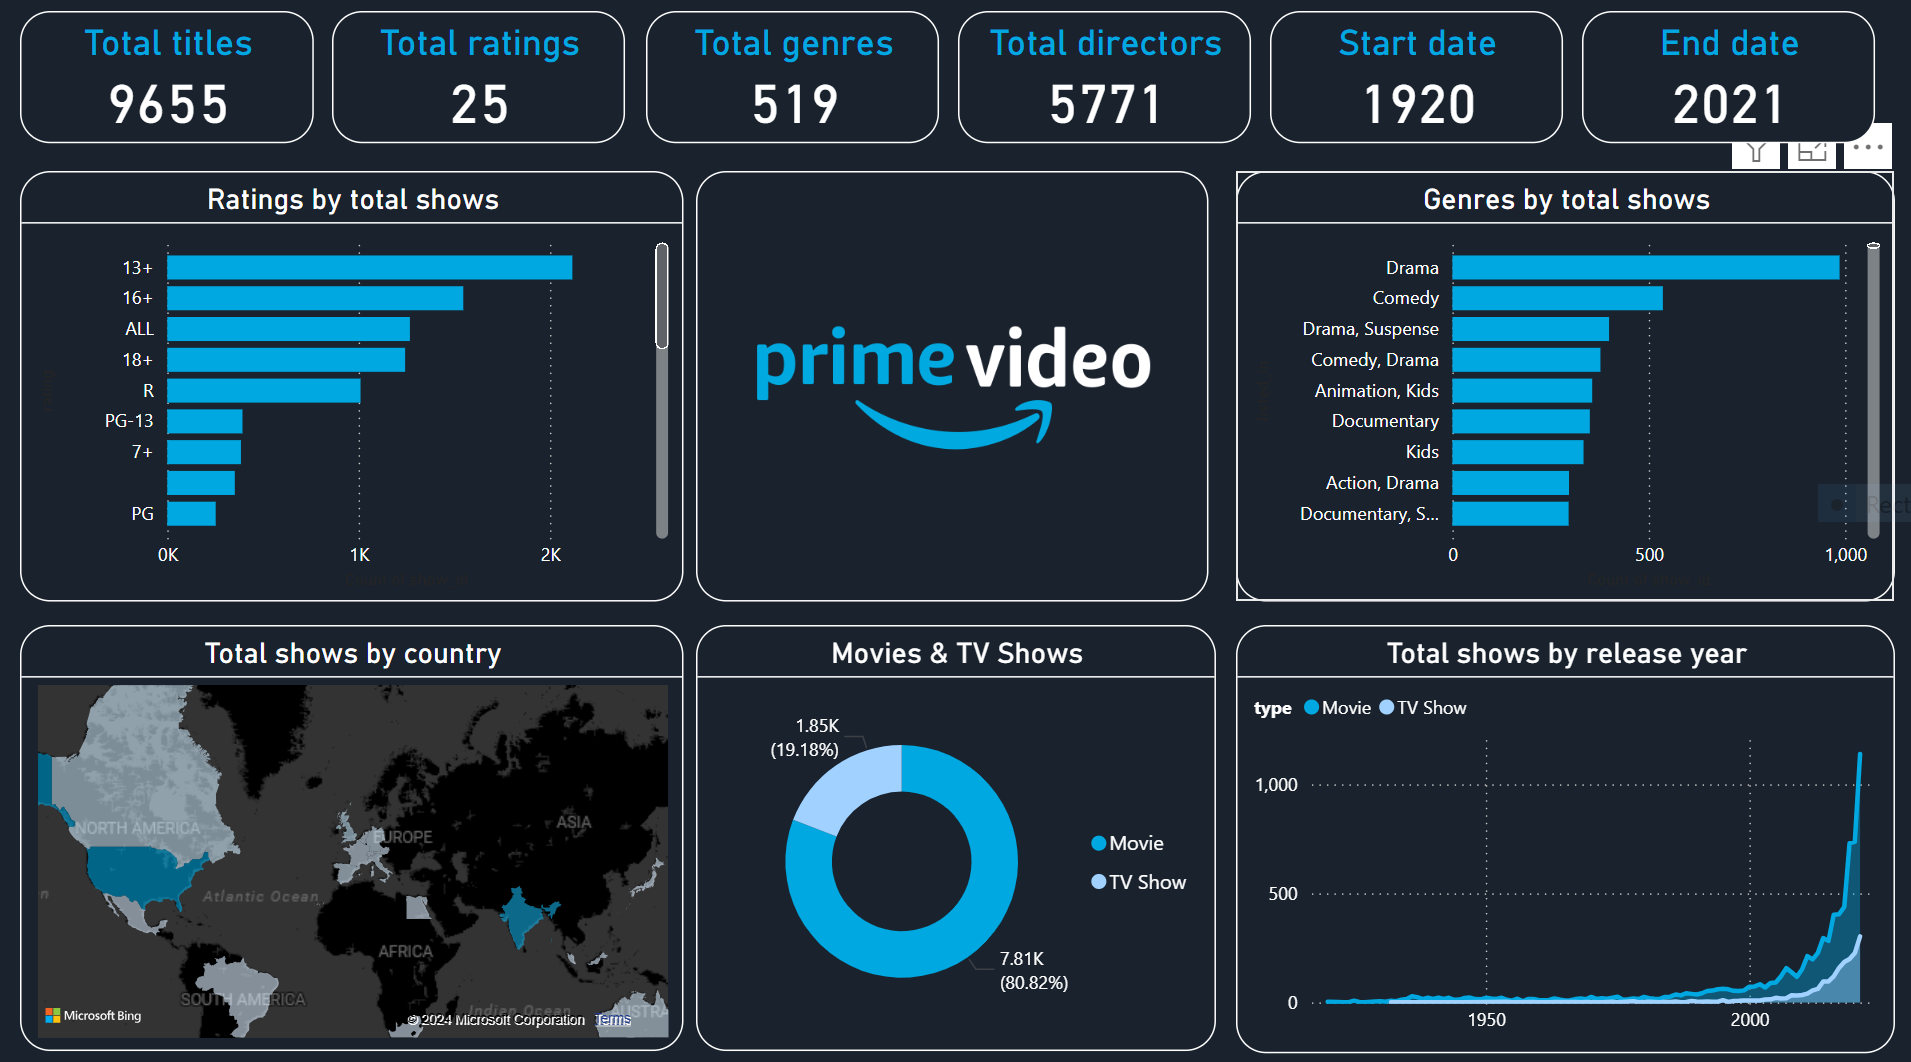 Total titles
9655
Total ratings
25
Total genres
519
Total directors
5771
Start date
1920
End date
2021
Ratings by total shows
13+
16+
ALL
18+
R
PG-13
7+
PG
0K 1K 2K
prime video
Genres by total shows
Drama
Comedy
Drama, Suspense
Comedy, Drama
Animation, Kids
Documentary
Kids
Action, Drama
Documentary, S...
0 500 1,000
Total shows by country
NORTH AMERICA
EUROPE
ASIA
Atlantic Ocean
AFRICA
SOUTH AMERICA
Indian Ocean
AUSTRA
Microsoft Bing
© 2024 Microsoft Corporation Terms
Movies & TV Shows
1.85K
(19.18%)
Movie
TV Show
7.81K
(80.82%)
Total shows by release year
type Movie TV Show
1,000
500
0
1950 2000